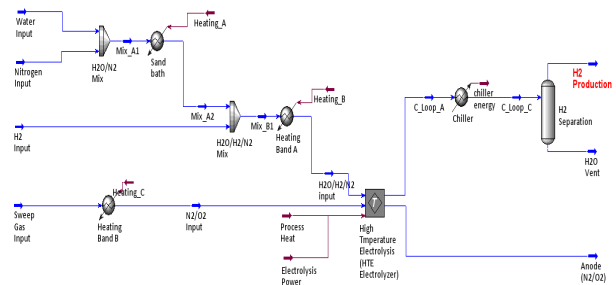 Water
Input
Nitrogen
Input
H2O/N2
Mix
Mix_A1
Sand
bath
Heating_A
Mix_A2
H2
Input
H2O/H2/N2
Mix
Mix_B1
Heating
Band A
Heating_B
H2O/H2/N2
input
Sweep
Gas
Input
Heating_C
Heating
Band B
N2/O2
Input
Process
Heat
Electrolysis
Power
High
Tmperature
Electrolysis
(HTE
Electrolyzer)
C_Loop_A
Chiller
chiller
energy
C_Loop_C
H2
Separation
H2
Production
H2O
Vent
Anode
(N2/O2)